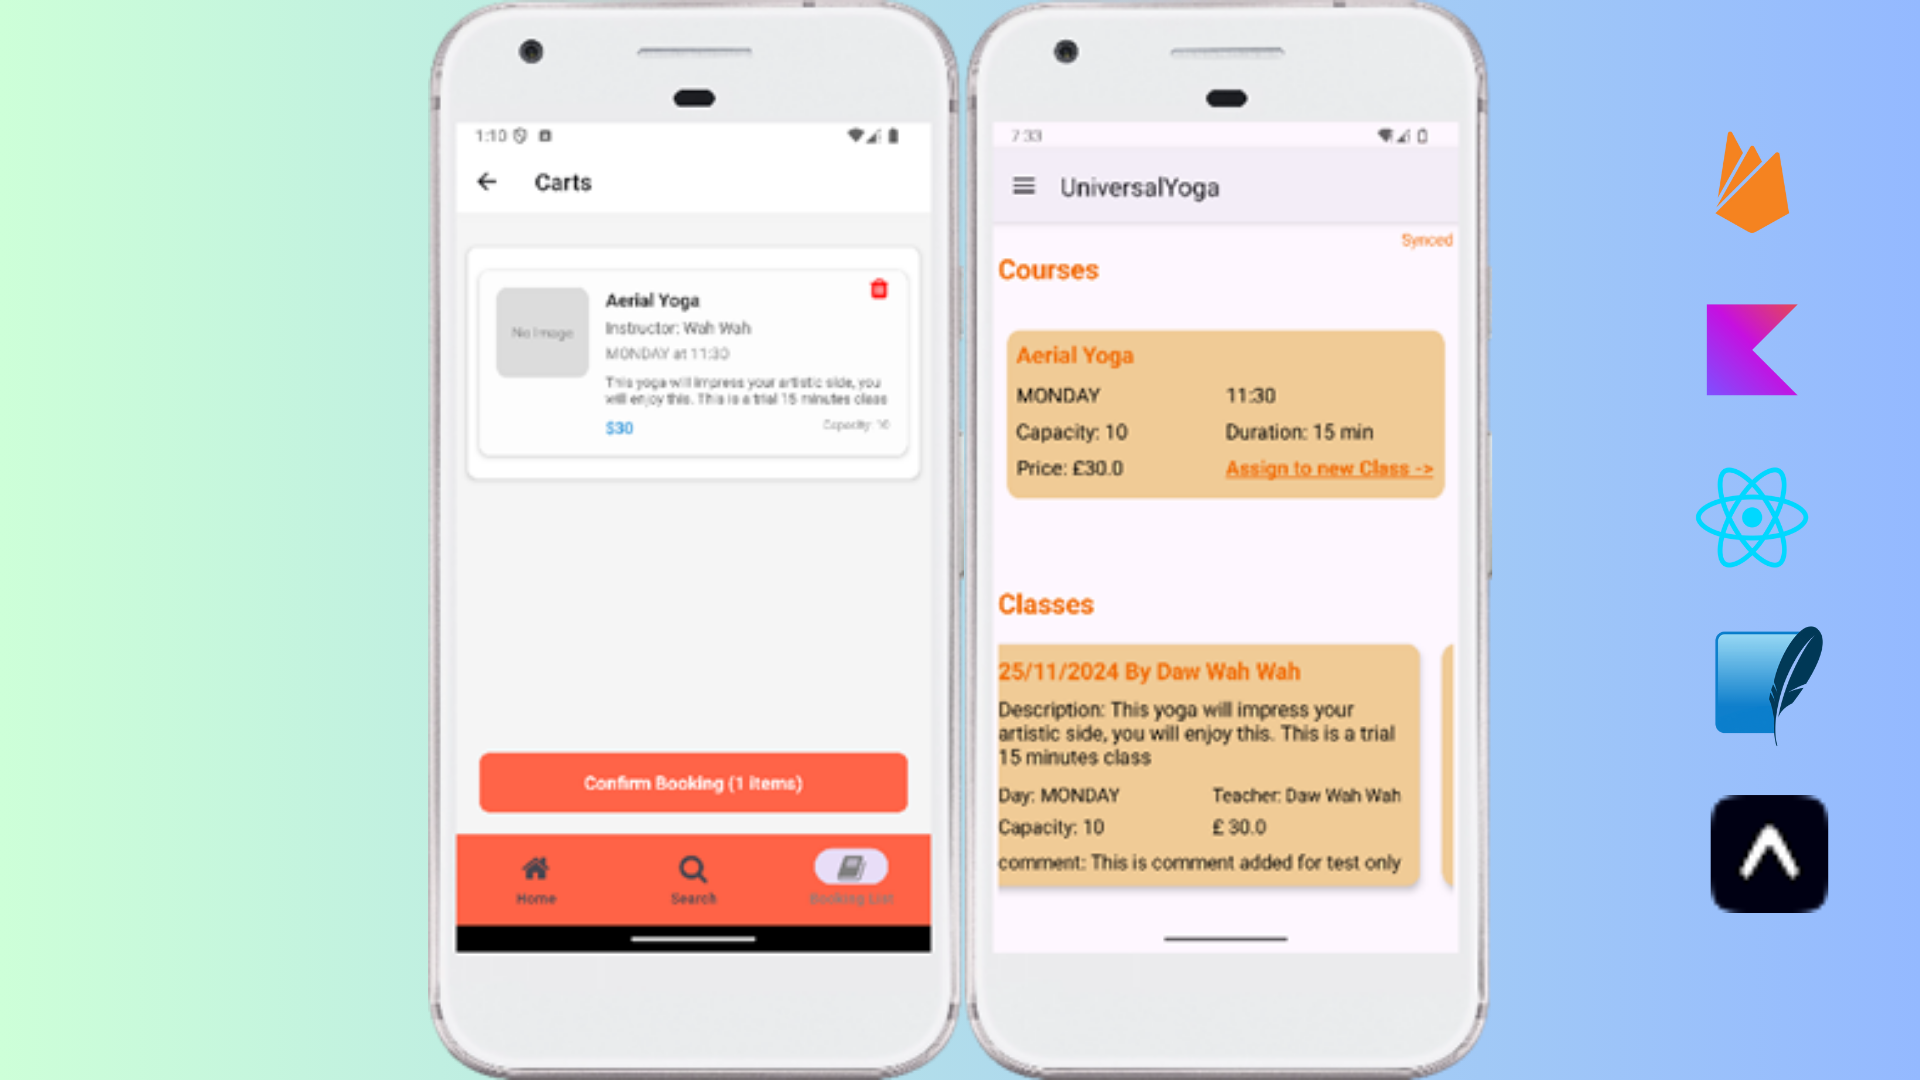 1:10
Carts
No Image
Aerial Yoga
Instructor: Wah Wah
MONDAY at 11:30
This yoga will impress your artistic side, you
will enjoy this. This is a trial 15 minutes class
$30
Capacity: 10
Confirm Booking (1 items)
Home
Search
Booking List
7:33
UniversalYoga
Synced
Courses
Aerial Yoga
MONDAY
11:30
Capacity: 10
Duration: 15 min
Price: £30.0
Assign to new Class ->
Classes
25/11/2024 By Daw Wah Wah
Description: This yoga will impress your
artistic side, you will enjoy this. This is a trial
15 minutes class
Day: MONDAY
Teacher: Daw Wah Wah
Capacity: 10
£ 30.0
comment: This is comment added for test only